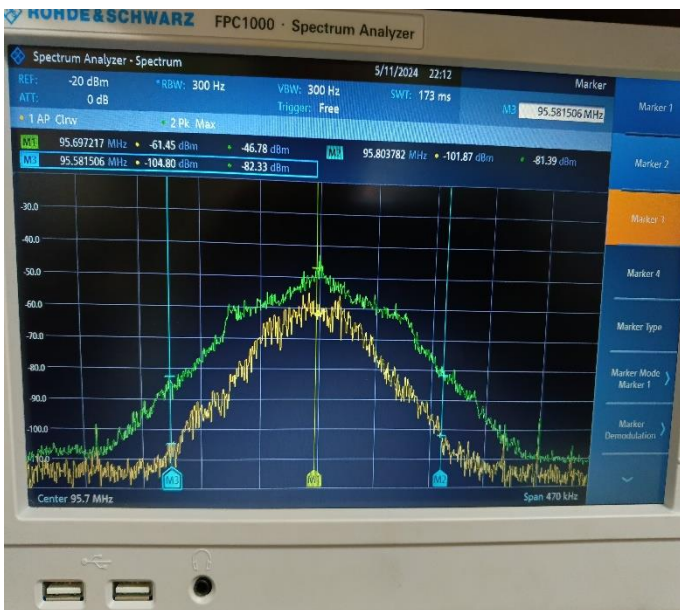 ROHDE&SCHWARZ FPC1000 · Spectrum Analyzer
Spectrum Analyzer • Spectrum 5/11/2024 22:12 Marker
REF: -20 dBm • RBW: 300 Hz VBW: 300 Hz SWT: 173 ms M3 95.581506 MHz
ATT: 0 dB Trigger: Free
• 1 AP Clrw • 2 Pk Max
M1 95.697217 MHz • -61.45 dBm • -46.78 dBm M2 95.803782 MHz • -101.87 dBm • -81.39 dBm
M3 95.581506 MHz • -104.80 dBm • -82.33 dBm
-30.0
-40.0
-50.0
-60.0
-70.0
-80.0
-90.0
-100.0
M3 M1 M2
Center 95.7 MHz Span 470 kHz
Marker 1
Marker 2
Marker 4
Marker Type
Marker Mode
Marker 1
Marker
Demodulation